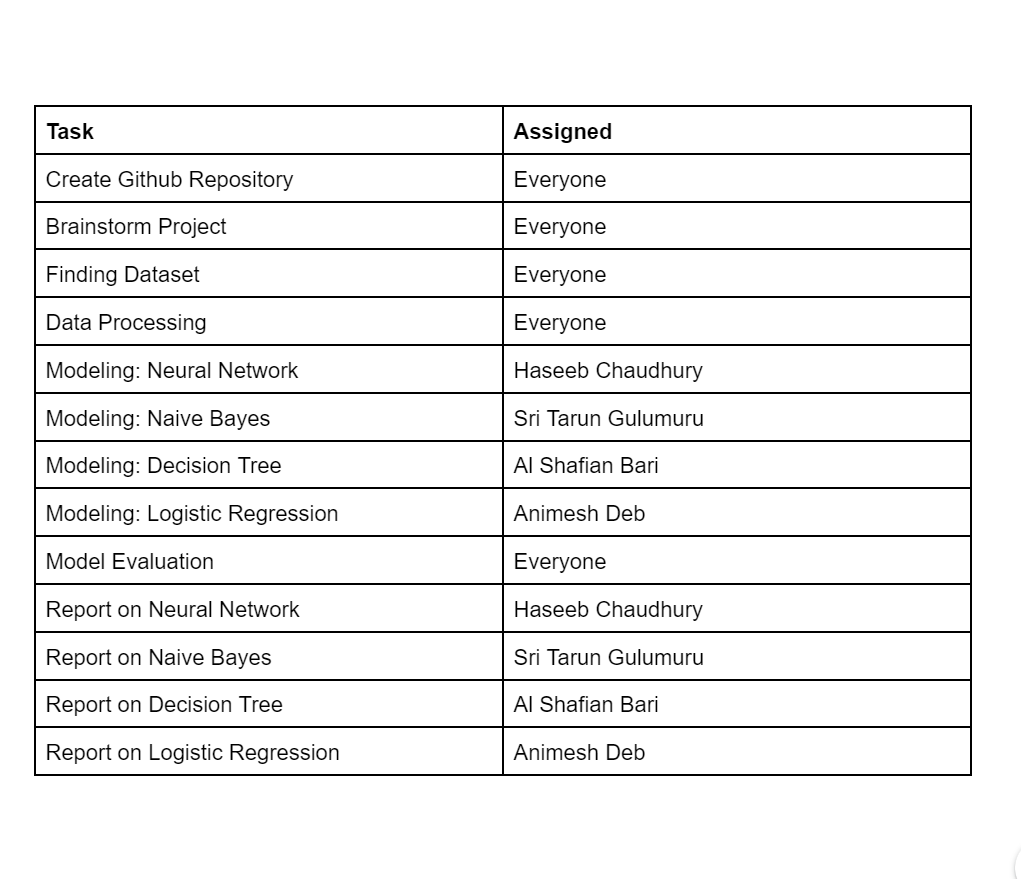 Task Assigned
Create Github Repository Everyone
Brainstorm Project Everyone
Finding Dataset Everyone
Data Processing Everyone
Modeling: Neural Network Haseeb Chaudhury
Modeling: Naive Bayes Sri Tarun Gulumuru
Modeling: Decision Tree Al Shafian Bari
Modeling: Logistic Regression Animesh Deb
Model Evaluation Everyone
Report on Neural Network Haseeb Chaudhury
Report on Naive Bayes Sri Tarun Gulumuru
Report on Decision Tree Al Shafian Bari
Report on Logistic Regression Animesh Deb